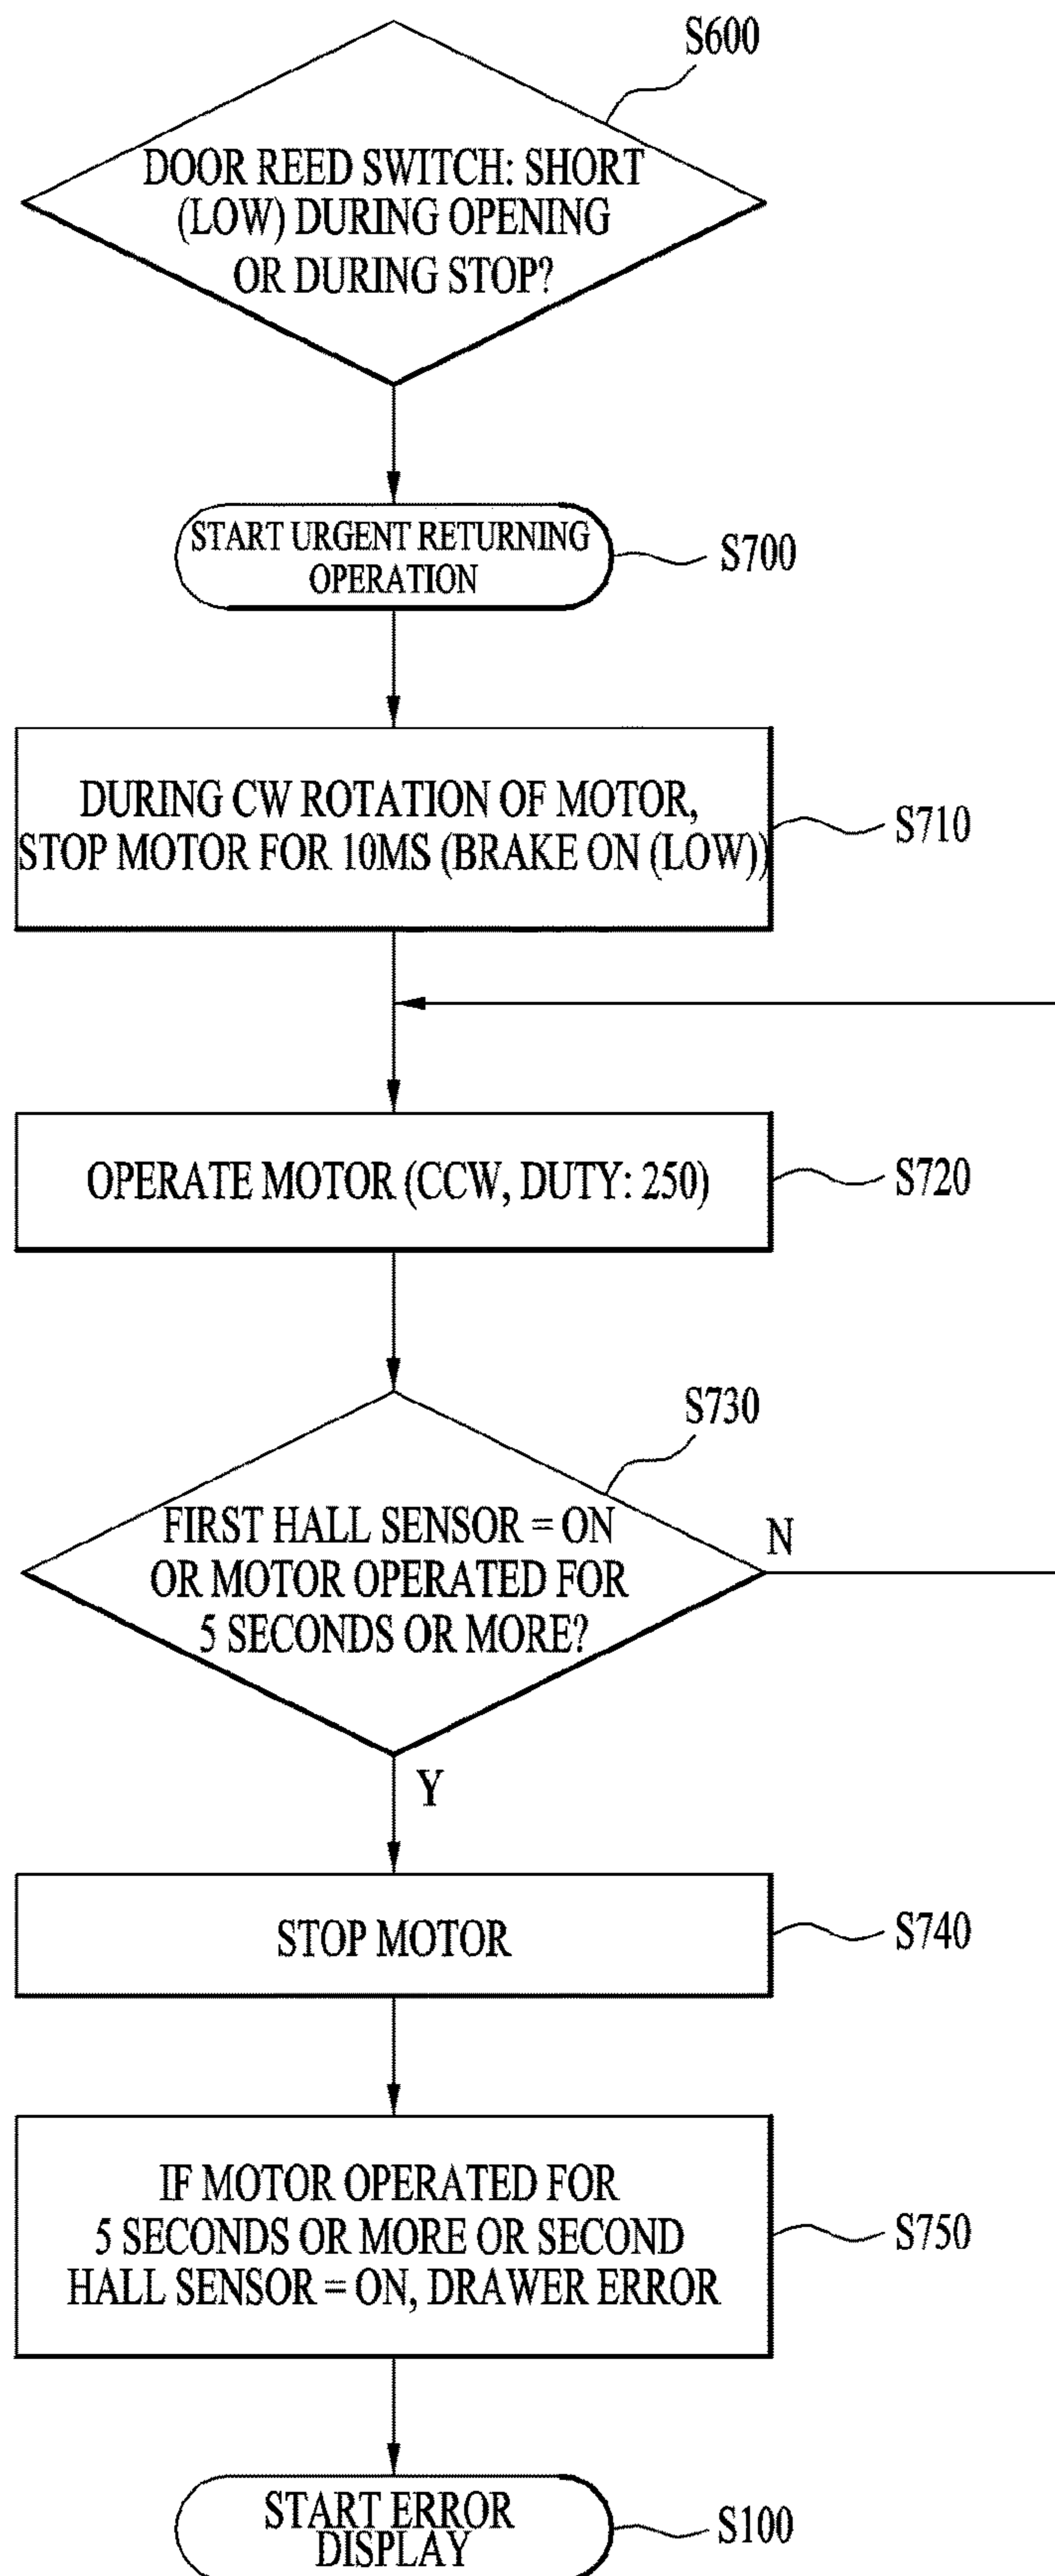 S600
DOOR REED SWITCH: SHORT
(LOW) DURING OPENING
OR DURING STOP?
START URGENT RETURNING
OPERATION
S700
DURING CW ROTATION OF MOTOR,
STOP MOTOR FOR 10MS (BRAKE ON (LOW))
S710
OPERATE MOTOR (CCW, DUTY: 250)
S720
S730
FIRST HALL SENSOR = ON
OR MOTOR OPERATED FOR
5 SECONDS OR MORE?
N
Y
STOP MOTOR
S740
IF MOTOR OPERATED FOR
5 SECONDS OR MORE OR SECOND
HALL SENSOR = ON, DRAWER ERROR
S750
START ERROR
DISPLAY
S100